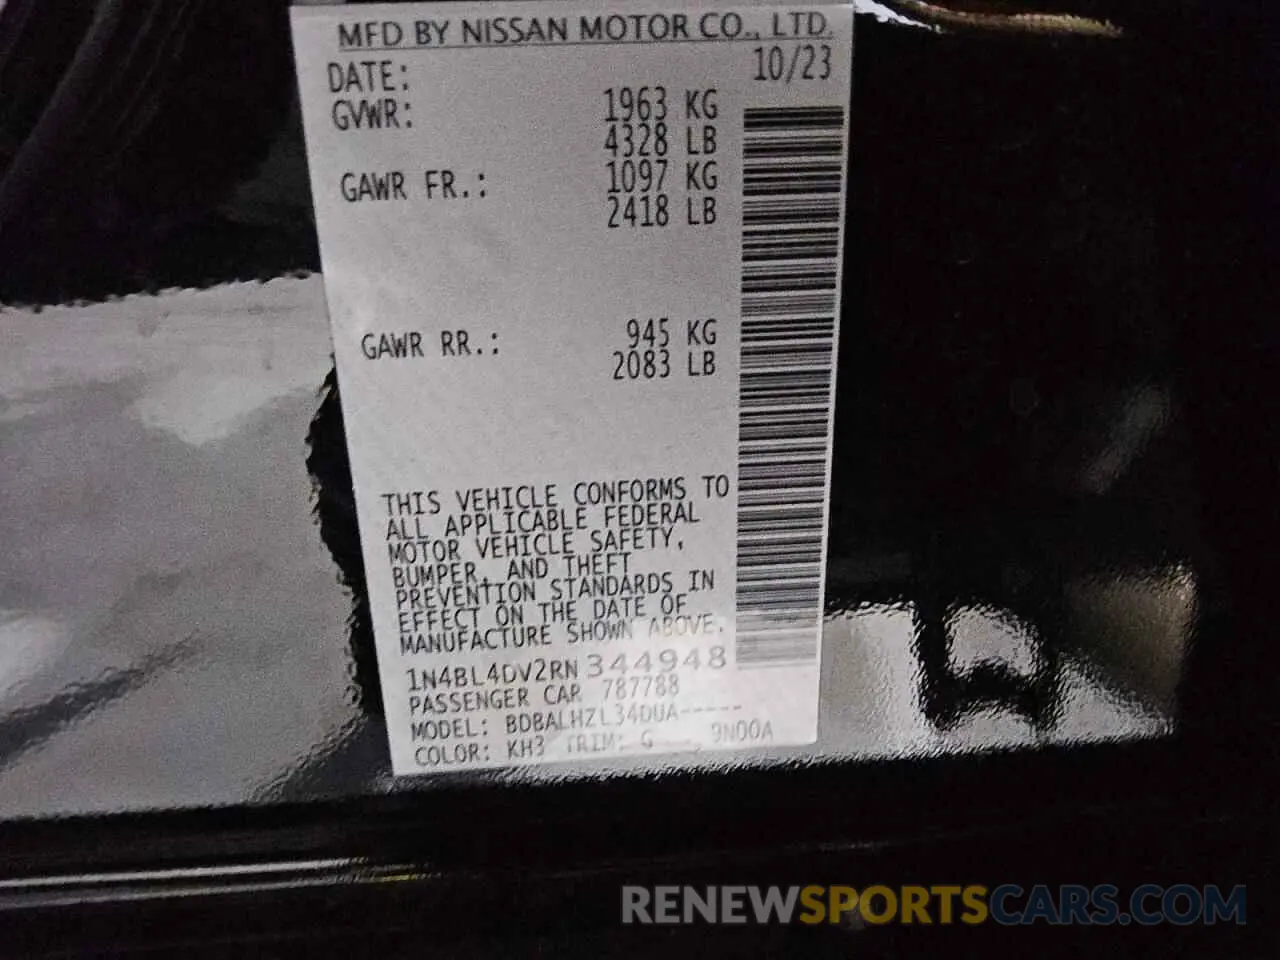 MFD BY NISSAN MOTOR CO., LTD.
DATE: 10/23
GVWR: 1963 KG
4328 LB
GAWR FR.: 1097 KG
2418 LB
GAWR RR.: 945 KG
2083 LB
THIS VEHICLE CONFORMS TO
ALL APPLICABLE FEDERAL
MOTOR VEHICLE SAFETY,
BUMPER, AND THEFT
PREVENTION STANDARDS IN
EFFECT ON THE DATE OF
MANUFACTURE SHOWN ABOVE.
1N4BL4DV2RN344948
PASSENGER CAR 787788
MODEL: BDBALHZL34DUA-----
COLOR: KH3 TRIM: G 9N00A
RENEWSPORTSCARS.COM